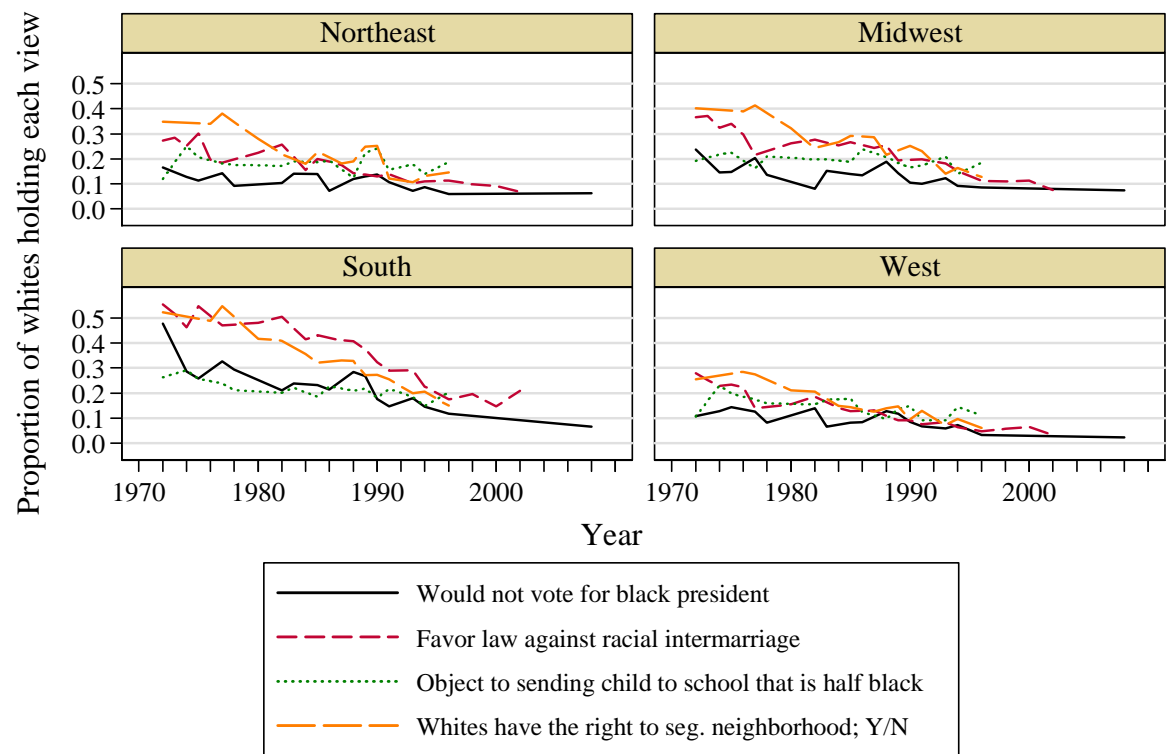 Proportion of whites holding each view
Northeast
Midwest
0.5
0.4
0.3
0.2
0.1
0.0
South
West
0.5
0.4
0.3
0.2
0.1
0.0
1970 1980 1990 2000
1970 1980 1990 2000
Year
Would not vote for black president
Favor law against racial intermarriage
Object to sending child to school that is half black
Whites have the right to seg. neighborhood; Y/N